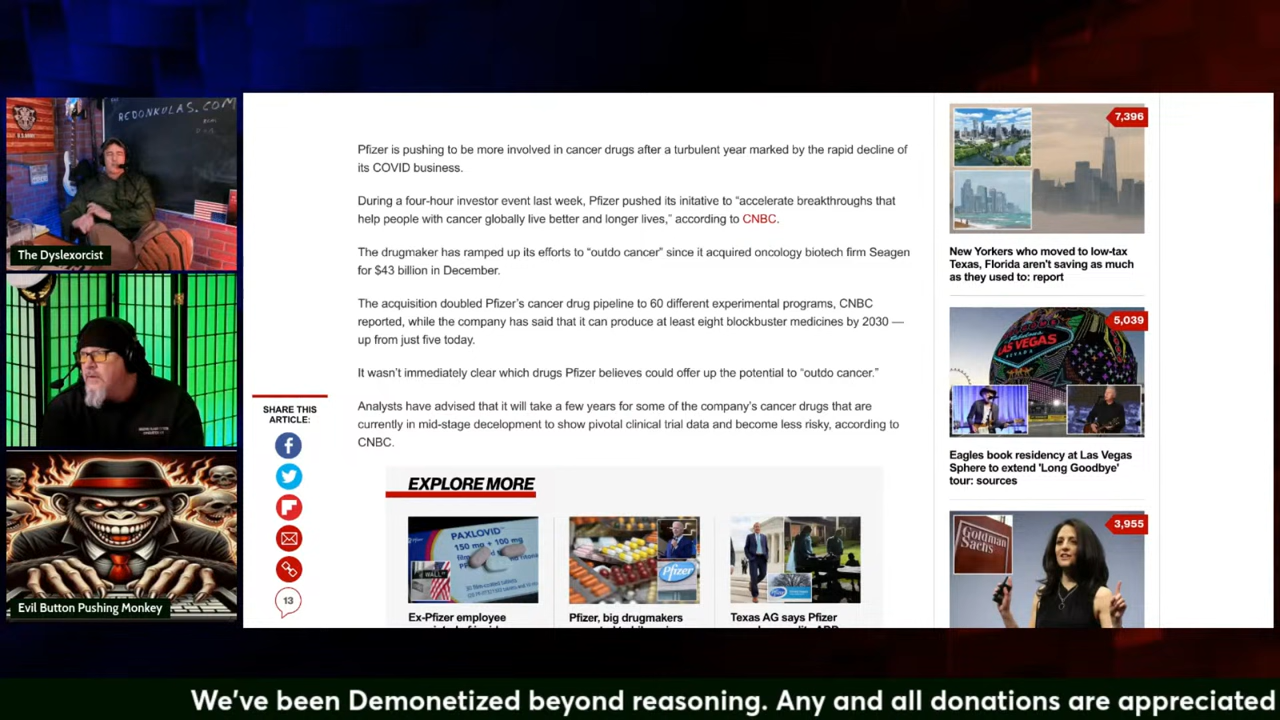 REDONKULAS.COM
The Dyslexorcist
Evil Button Pushing Monkey
Pfizer is pushing to be more involved in cancer drugs after a turbulent year marked by the rapid decline of
its COVID business.
During a four-hour investor event last week, Pfizer pushed its initative to “accelerate breakthroughs that
help people with cancer globally live better and longer lives,” according to CNBC.
The drugmaker has ramped up its efforts to “outdo cancer” since it acquired oncology biotech firm Seagen
for $43 billion in December.
The acquisition doubled Pfizer’s cancer drug pipeline to 60 different experimental programs, CNBC
reported, while the company has said that it can produce at least eight blockbuster medicines by 2030 —
up from just five today.
It wasn’t immediately clear which drugs Pfizer believes could offer up the potential to “outdo cancer.”
Analysts have advised that it will take a few years for some of the company’s cancer drugs that are
currently in mid-stage development to show pivotal clinical trial data and become less risky, according to
CNBC.
SHARE THIS
ARTICLE:
13
EXPLORE MORE
PAXLOVID
150 mg + 100 mg
WALL
Pfizer
Ex-Pfizer employee
Pfizer, big drugmakers
Texas AG says Pfizer
7,396
New Yorkers who moved to low-tax
Texas, Florida aren't saving as much
as they used to: report
5,039
LAS VEGAS
NEVADA
Eagles book residency at Las Vegas
Sphere to extend 'Long Goodbye'
tour: sources
3,955
Goldman
Sachs
We've been Demonetized beyond reasoning. Any and all donations are appreciated